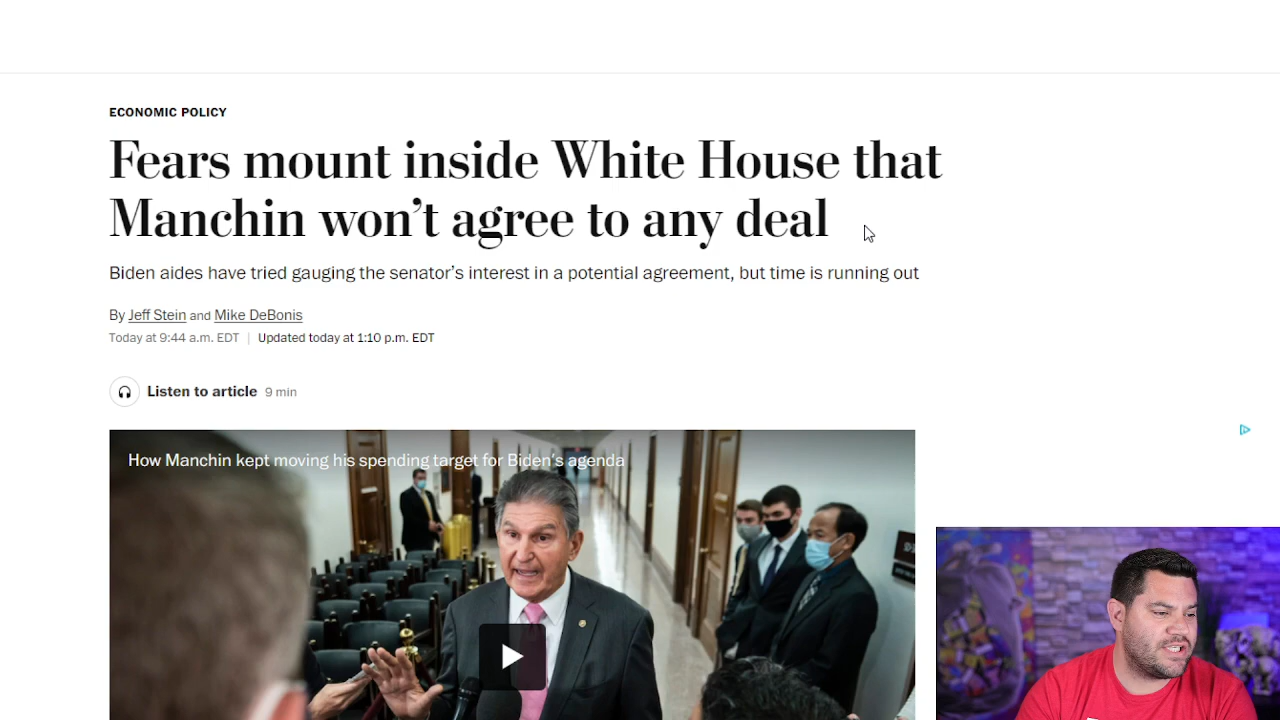 ECONOMIC POLICY
Fears mount inside White House that
Manchin won’t agree to any deal
Biden aides have tried gauging the senator’s interest in a potential agreement, but time is running out
By Jeff Stein and Mike DeBonis
Today at 9:44 a.m. EDT | Updated today at 1:10 p.m. EDT
Listen to article 9 min
How Manchin kept moving his spending target for Biden’s agenda